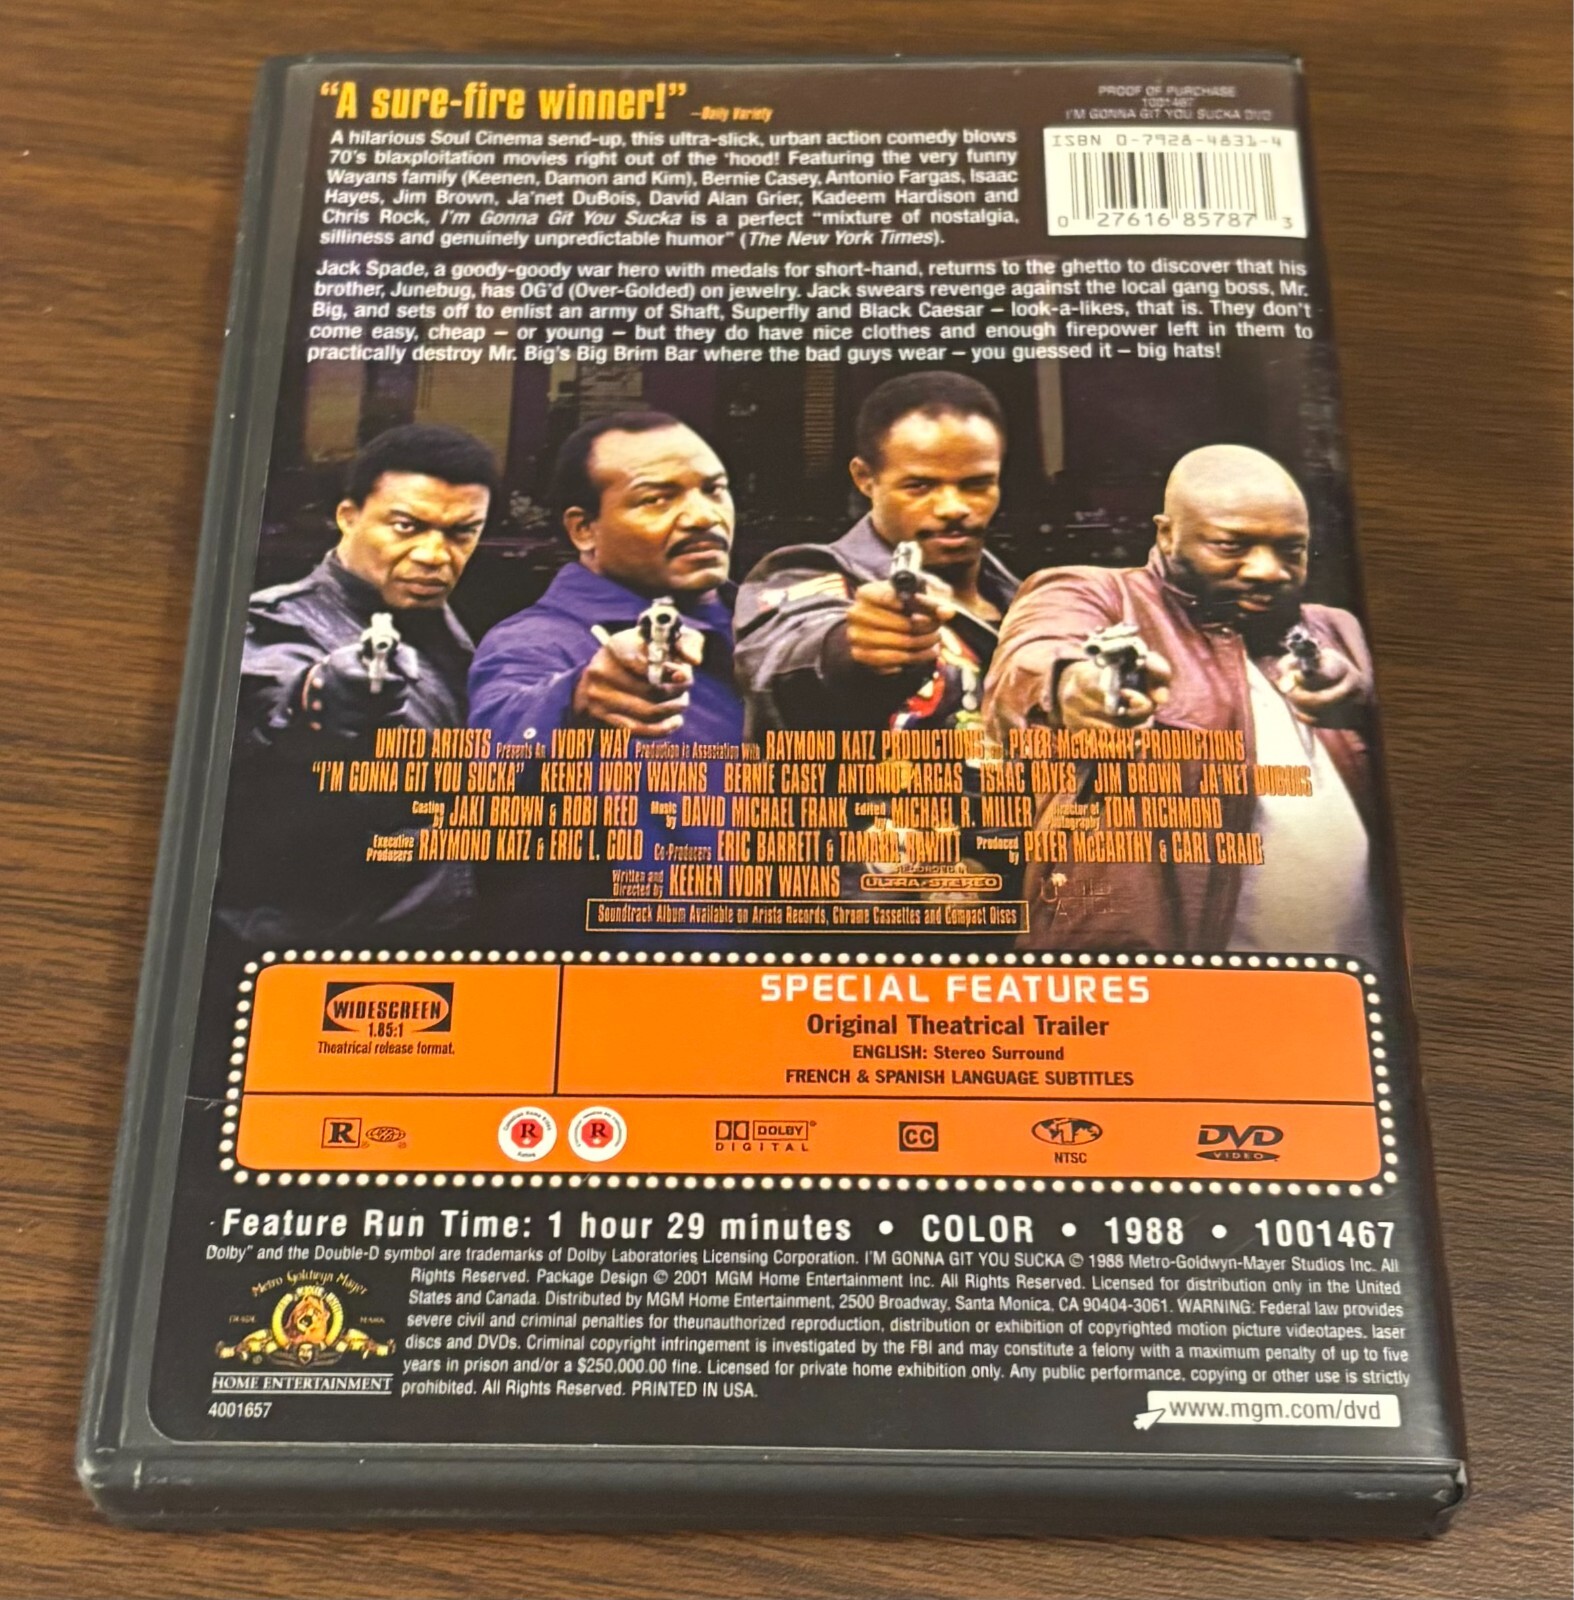 “A sure-fire winner!” –Daily Variety
PROOF OF PURCHASE
1001467
I'M GONNA GIT YOU SUCKA DVD
ISBN 0-7928-4831-4
0 27616 85787 3
A hilarious Soul Cinema send-up, this ultra-slick, urban action comedy blows
70's blaxploitation movies right out of the 'hood! Featuring the very funny
Wayans family (Keenen, Damon and Kim), Bernie Casey, Antonio Fargas, Isaac
Hayes, Jim Brown, Ja'net DuBois, David Alan Grier, Kadeem Hardison and
Chris Rock, I'm Gonna Git You Sucka is a perfect “mixture of nostalgia,
silliness and genuinely unpredictable humor” (The New York Times).
Jack Spade, a goody-goody war hero with medals for short-hand, returns to the ghetto to discover that his
brother, Junebug, has OG'd (Over-Golded) on jewelry. Jack swears revenge against the local gang boss, Mr.
Big, and sets off to enlist an army of Shaft, Superfly and Black Caesar – look-a-likes, that is. They don't
come easy, cheap – or young – but they do have nice clothes and enough firepower left in them to
practically destroy Mr. Big's Big Brim Bar where the bad guys wear – you guessed it – big hats!
UNITED ARTISTS Presents An IVORY WAY Production in Association With RAYMOND KATZ PRODUCTIONS PETER McCARTHY PRODUCTIONS
“I'M GONNA GIT YOU SUCKA” KEENEN IVORY WAYANS BERNIE CASEY ANTONIO FARGAS ISAAC HAYES JIM BROWN JA'NET DUBOIS
Casting by JAKI BROWN & ROBI REED Music by DAVID MICHAEL FRANK Edited by MICHAEL R. MILLER Director of Photography TOM RICHMOND
Executive Producers RAYMOND KATZ & ERIC L. GOLD Co-Producers ERIC BARRETT & TAMARA RAWITT Produced by PETER McCARTHY & CARL CRAIG
Written and Directed by KEENEN IVORY WAYANS RECORDED IN ULTRA-STEREO
Soundtrack Album Available on Arista Records, Chrome Cassettes and Compact Discs
WIDESCREEN
1.85:1
Theatrical release format.
SPECIAL FEATURES
Original Theatrical Trailer
ENGLISH: Stereo Surround
FRENCH & SPANISH LANGUAGE SUBTITLES
R
R
R
DOLBY
DIGITAL
CC
1
NTSC
DVD
VIDEO
Feature Run Time: 1 hour 29 minutes • COLOR • 1988 • 1001467
Dolby" and the Double-D symbol are trademarks of Dolby Laboratories Licensing Corporation. I'M GONNA GIT YOU SUCKA © 1988 Metro-Goldwyn-Mayer Studios Inc. All
Rights Reserved. Package Design © 2001 MGM Home Entertainment Inc. All Rights Reserved. Licensed for distribution only in the United
States and Canada. Distributed by MGM Home Entertainment, 2500 Broadway, Santa Monica, CA 90404-3061. WARNING: Federal law provides
severe civil and criminal penalties for theunauthorized reproduction, distribution or exhibition of copyrighted motion picture videotapes, laser
discs and DVDs. Criminal copyright infringement is investigated by the FBI and may constitute a felony with a maximum penalty of up to five
years in prison and/or a $250,000.00 fine. Licensed for private home exhibition only. Any public performance, copying or other use is strictly
prohibited. All Rights Reserved. PRINTED IN USA.
Metro Goldwyn Mayer
TRADE MARK
HOME ENTERTAINMENT
4001657
www.mgm.com/dvd